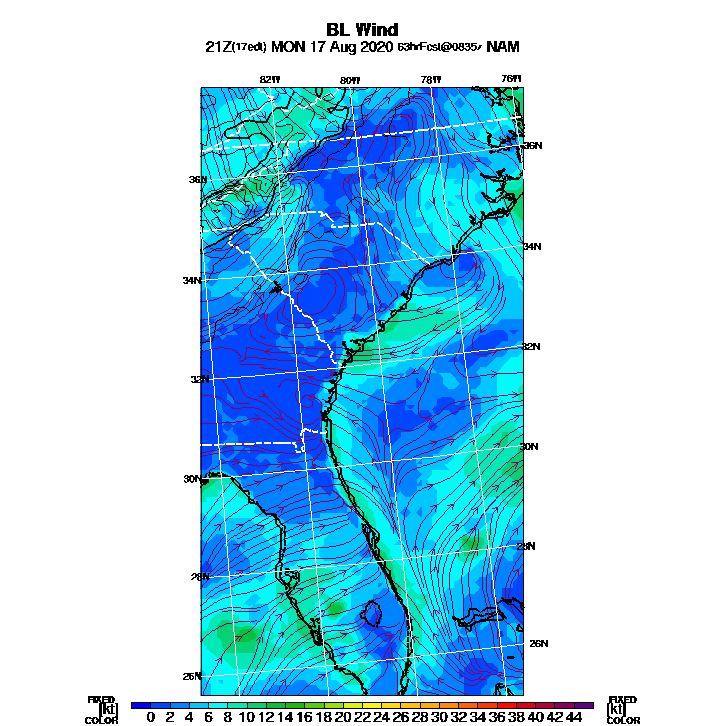 BL Wind
21Z(17edt) MON 17 Aug 2020 63hrFcst@0835z NAM
82W 80W 78W 76W
36N 36N
34N 34N
32N 32N
30N 30N
28N 28N
26N 26N
FIXED FIXED
[kt] 0 2 4 6 8 10 12 14 16 18 20 22 24 26 28 30 32 34 36 38 40 42 44 [kt]
COLOR COLOR